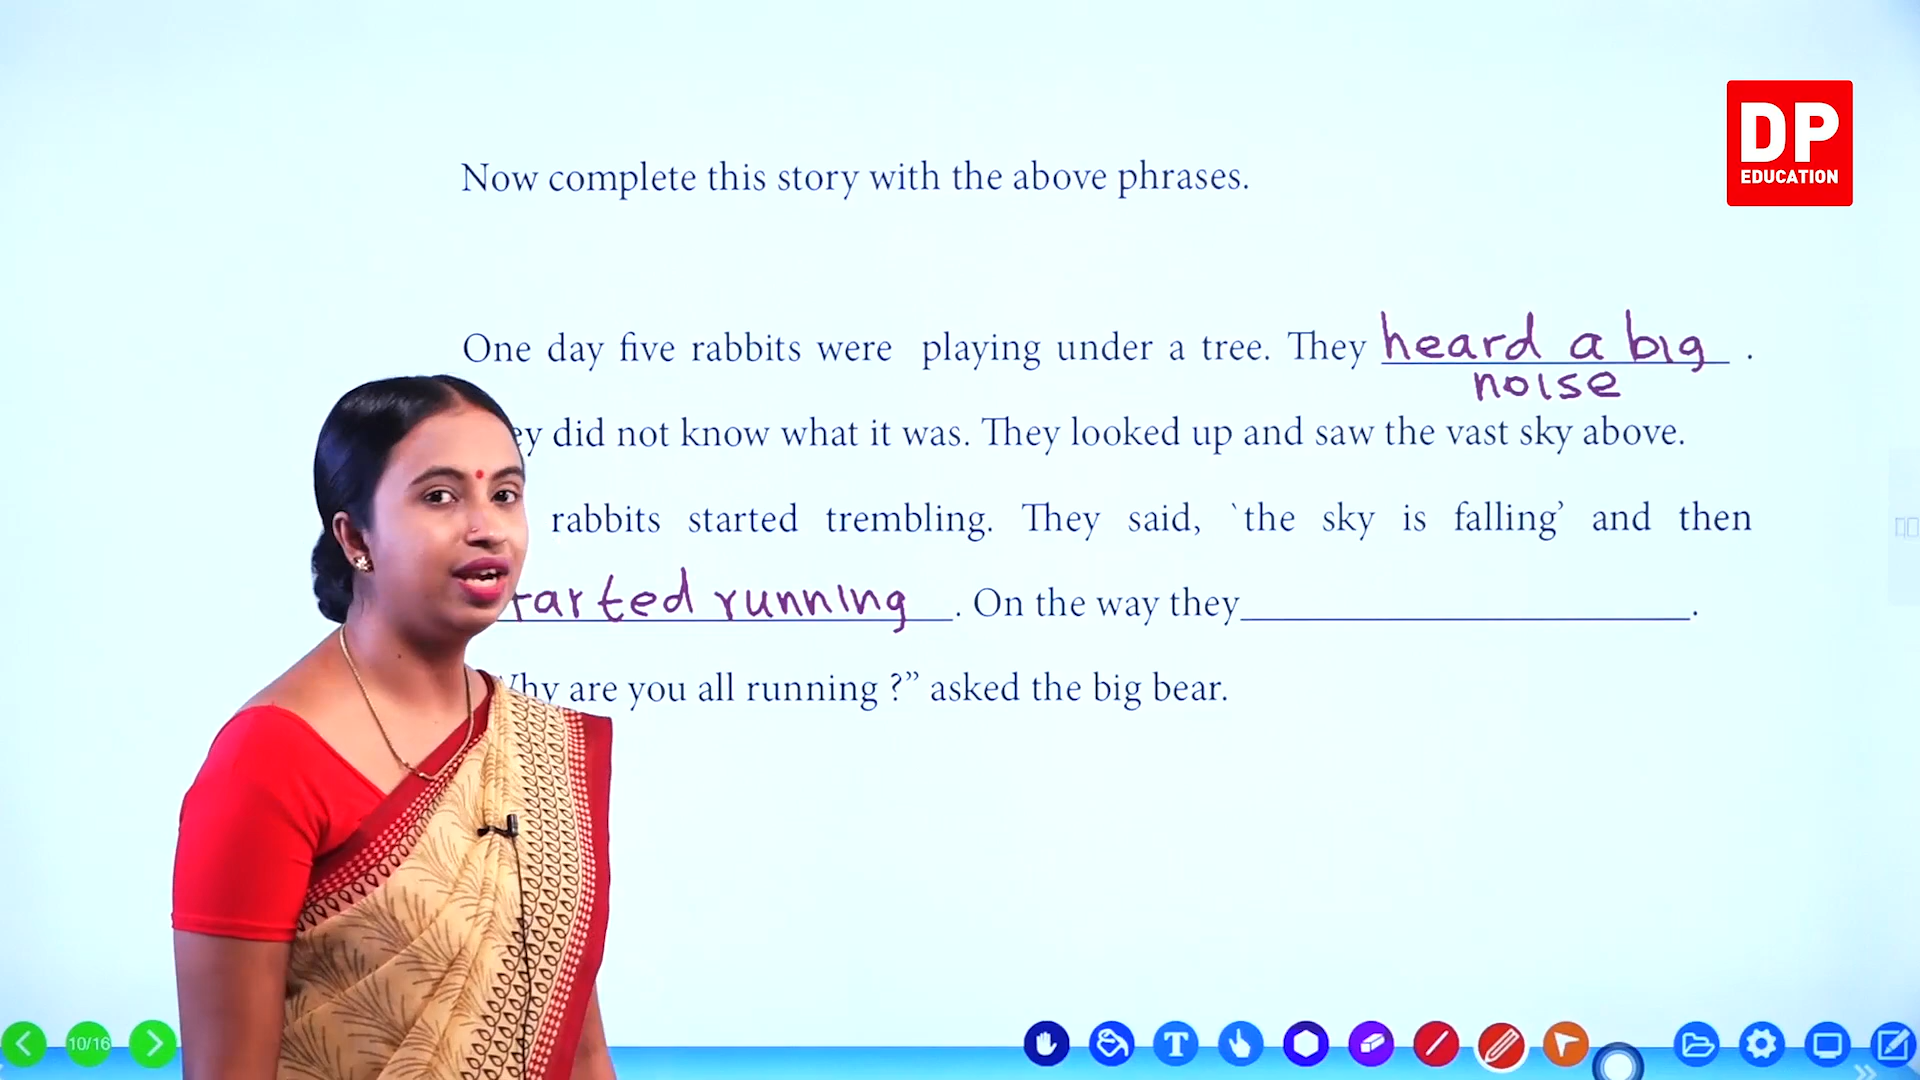 DP
EDUCATION
Now complete this story with the above phrases.
One day five rabbits were playing under a tree. They heard a big .
noise
did not know what it was. They looked up and saw the vast sky above.
rabbits started trembling. They said, `the sky is falling’ and then
running . On the way they .
are you all running ?” asked the big bear.
10/16
T